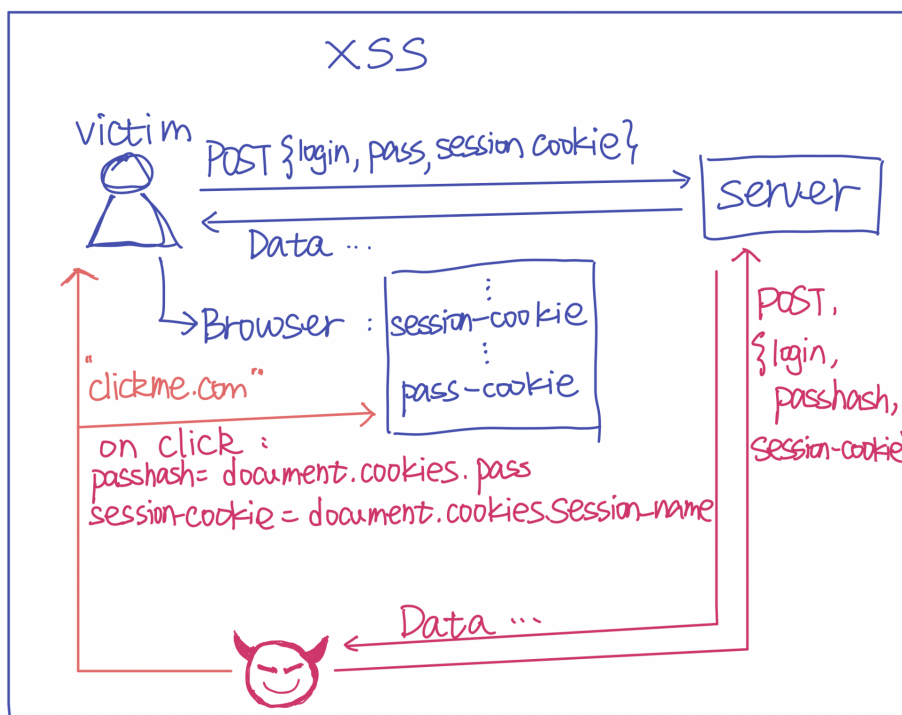 XSS
victim
POST {login, pass, session cookie}
server
Data ...
Browser :
⋮
session-cookie
⋮
pass-cookie
"clickme.com"
on click :
passhash= document.cookies.pass
session-cookie = document.cookies.session_name
POST,
{login,
passhash,
session-cookie}
Data ...